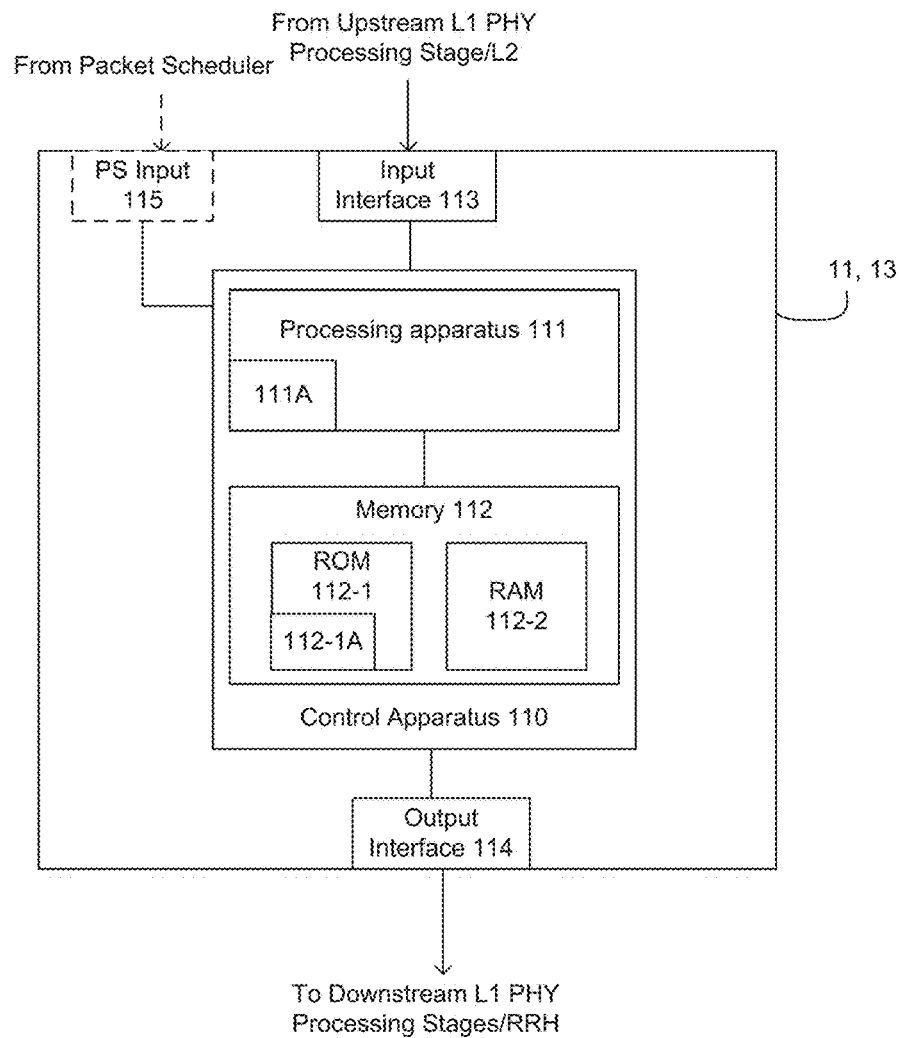 From Upstream L1 PHY
Processing Stage/L2
From Packet Scheduler
PS Input
115
Input
Interface 113
11, 13
Processing apparatus 111
111A
Memory 112
ROM
112-1
112-1A
RAM
112-2
Control Apparatus 110
Output
Interface 114
To Downstream L1 PHY
Processing Stages/RRH